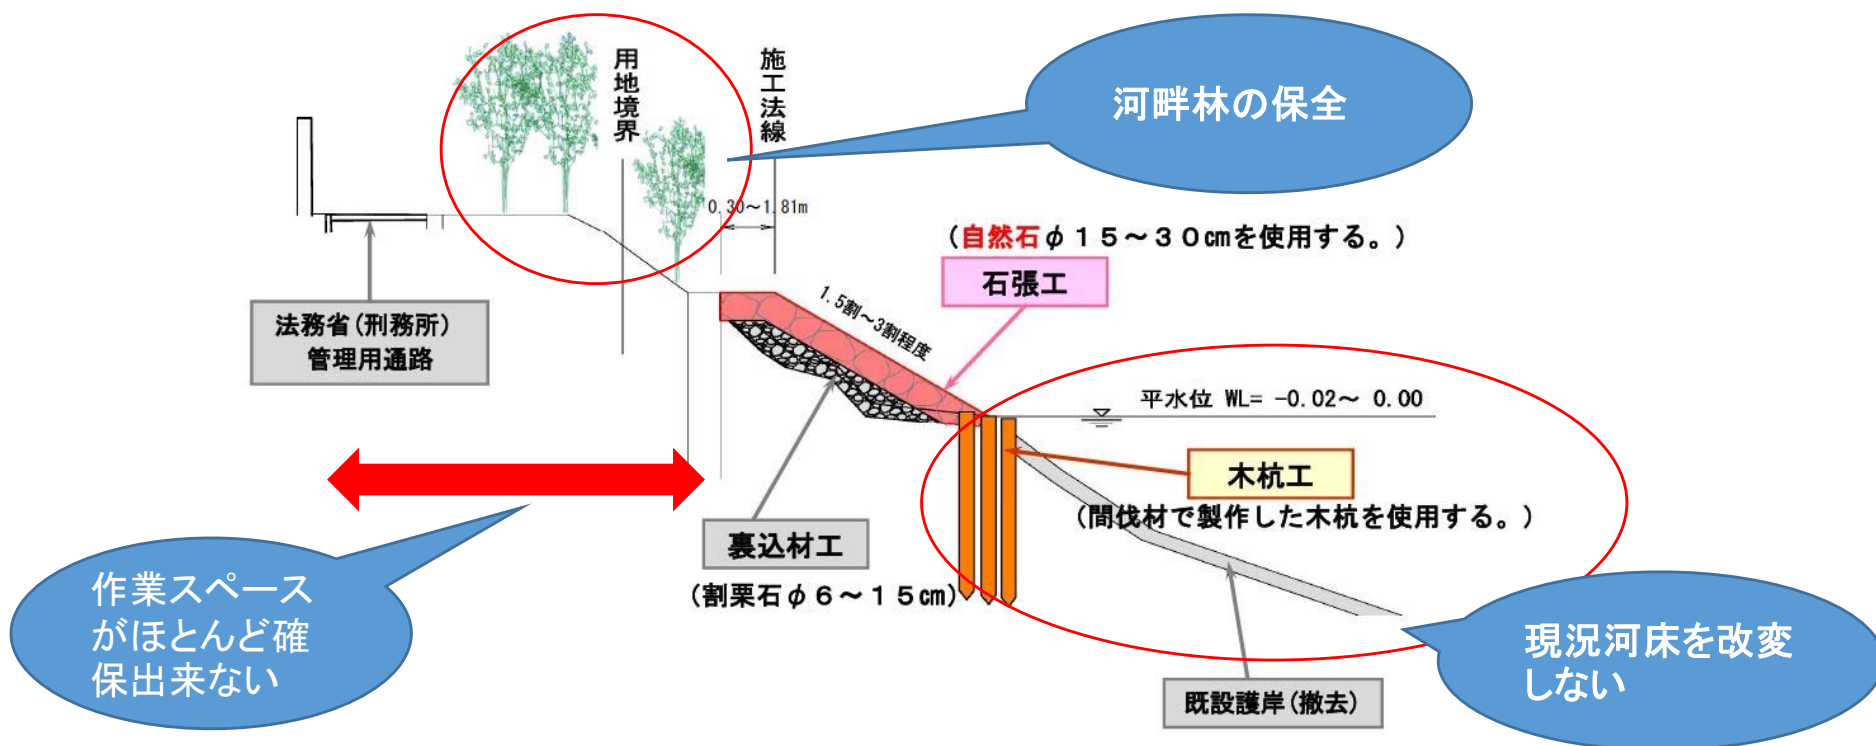 用地境界
施工法線
河畔林の保全
0.30～1.81m
(自然石φ15～30㎝を使用する。)
石張工
1.5割～3割程度
法務省(刑務所)
管理用通路
平水位 WL= -0.02～ 0.00
木杭工
(間伐材で製作した木杭を使用する。)
裏込材工
(割栗石φ6～15㎝)
作業スペース
がほとんど確
保出来ない
現況河床を改変
しない
既設護岸(撤去)